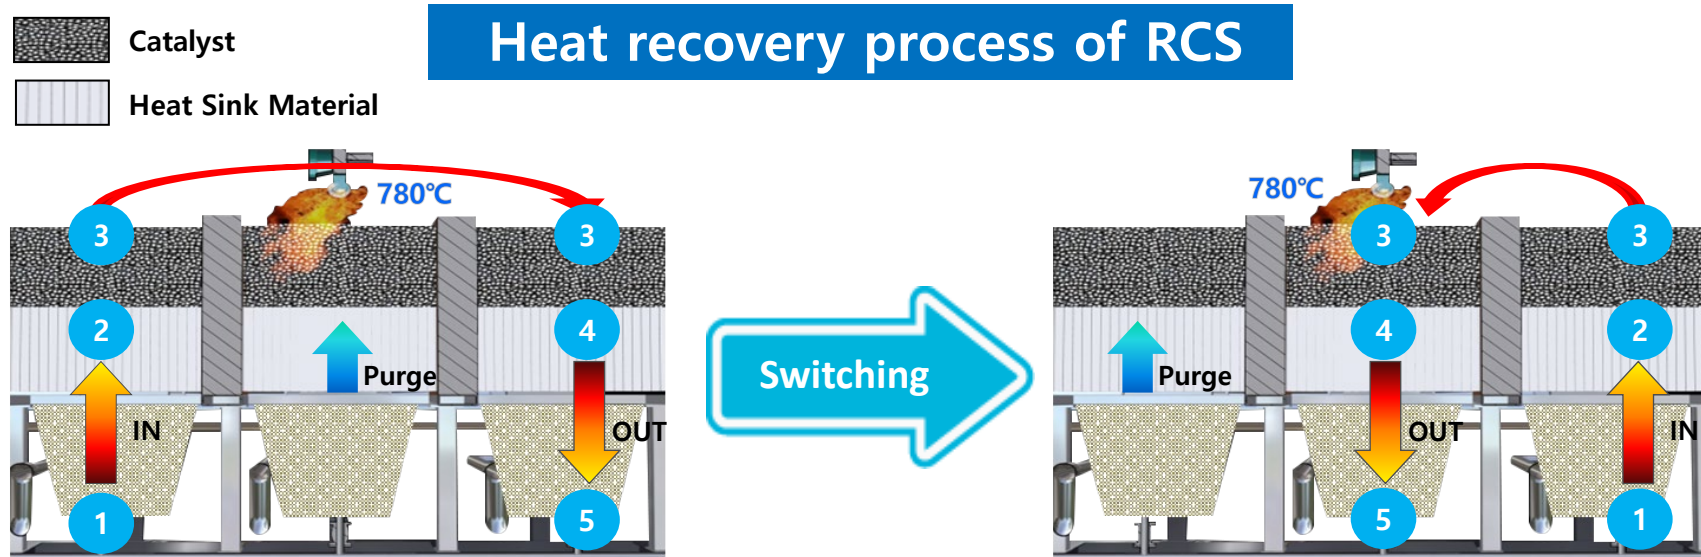 Heat recovery process of RCS
Catalyst
Heat Sink Material
780℃
3
3
2
4
Purge
IN
OUT
1
5
Switching
780℃
3
3
4
2
Purge
OUT
IN
5
1